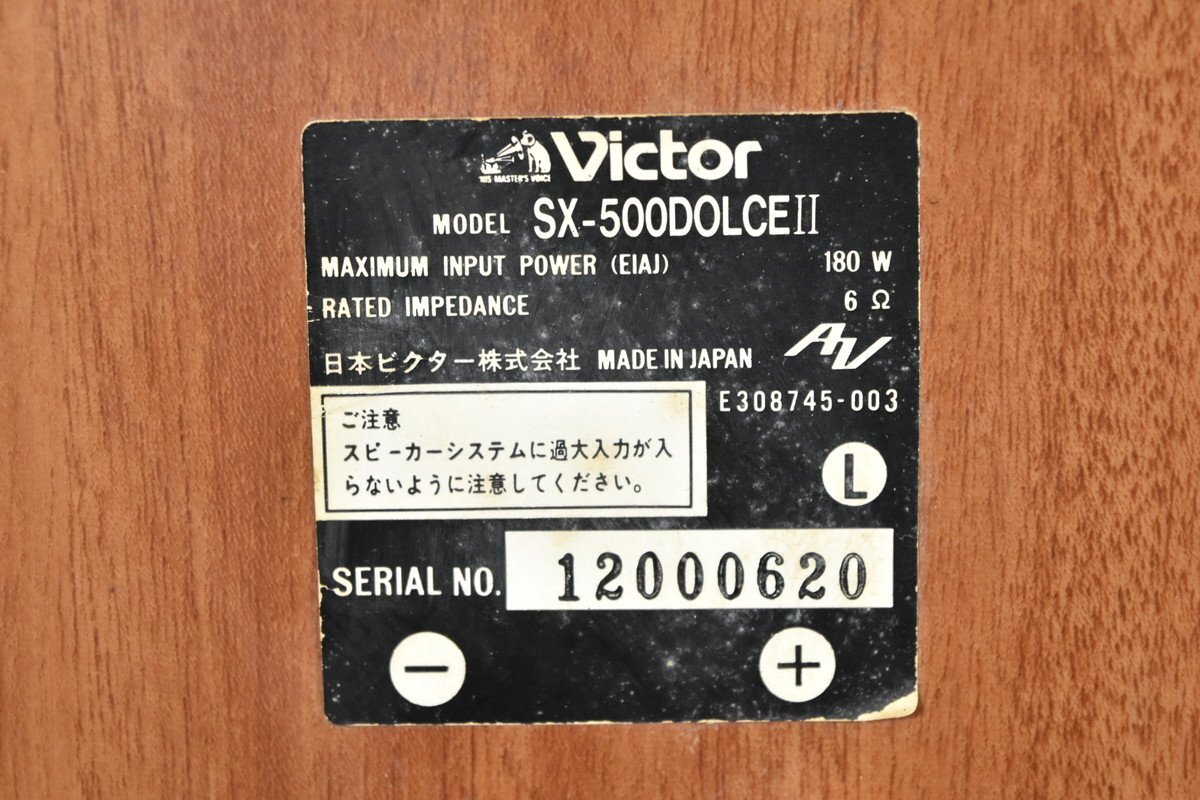 HIS MASTER'S VOICE
Victor
MODEL SX-500DOLCEII
MAXIMUM INPUT POWER (EIAJ) 180 W
RATED IMPEDANCE 6 Ω
日本ビクター株式会社 MADE IN JAPAN AV
E308745-003
ご注意
スピーカーシステムに過大入力が入
らないように注意してください。
L
SERIAL NO. 12000620
− +